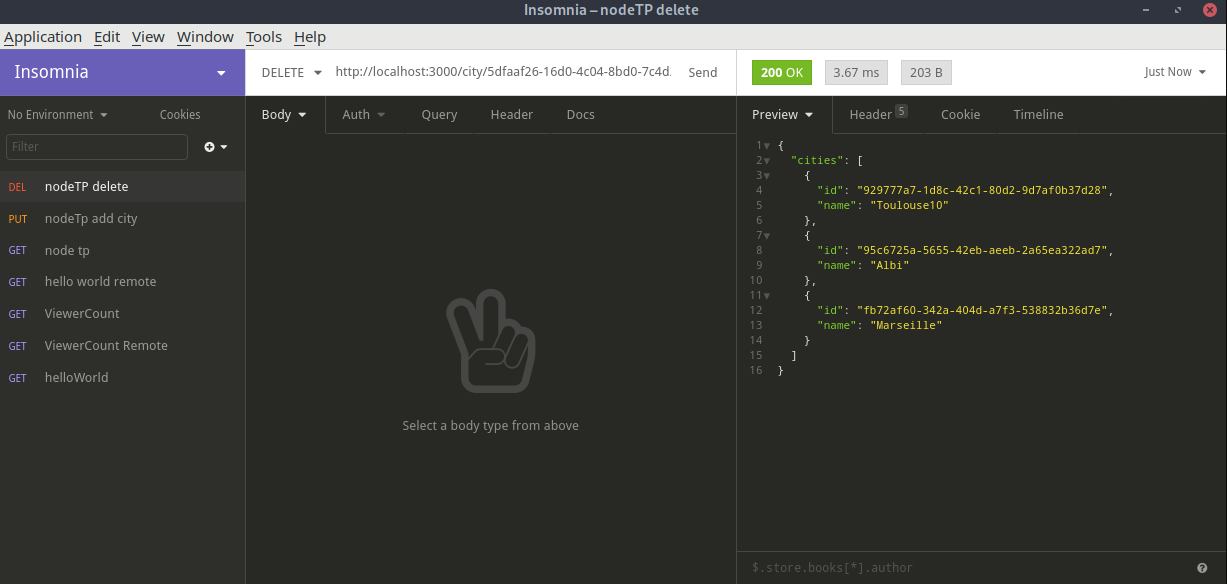 Insomnia – nodeTP delete
Application Edit View Window Tools Help
Insomnia
DELETE http://localhost:3000/city/5dfaaf26-16d0-4c04-8bd0-7c4d Send
200 OK 3.67 ms 203 B Just Now
No Environment Cookies
Body Auth Query Header Docs
Preview Header 5 Cookie Timeline
Filter
DEL nodeTP delete
PUT nodeTp add city
GET node tp
GET hello world remote
GET ViewerCount
GET ViewerCount Remote
GET helloWorld
Select a body type from above
1 {
2 "cities": [
3 {
4 "id": "929777a7-1d8c-42c1-80d2-9d7af0b37d28",
5 "name": "Toulouse10"
6 },
7 {
8 "id": "95c6725a-5655-42eb-aeeb-2a65ea322ad7",
9 "name": "Albi"
10 },
11 {
12 "id": "fb72af60-342a-404d-a7f3-538832b36d7e",
13 "name": "Marseille"
14 }
15 ]
16 }
$.store.books[*].author